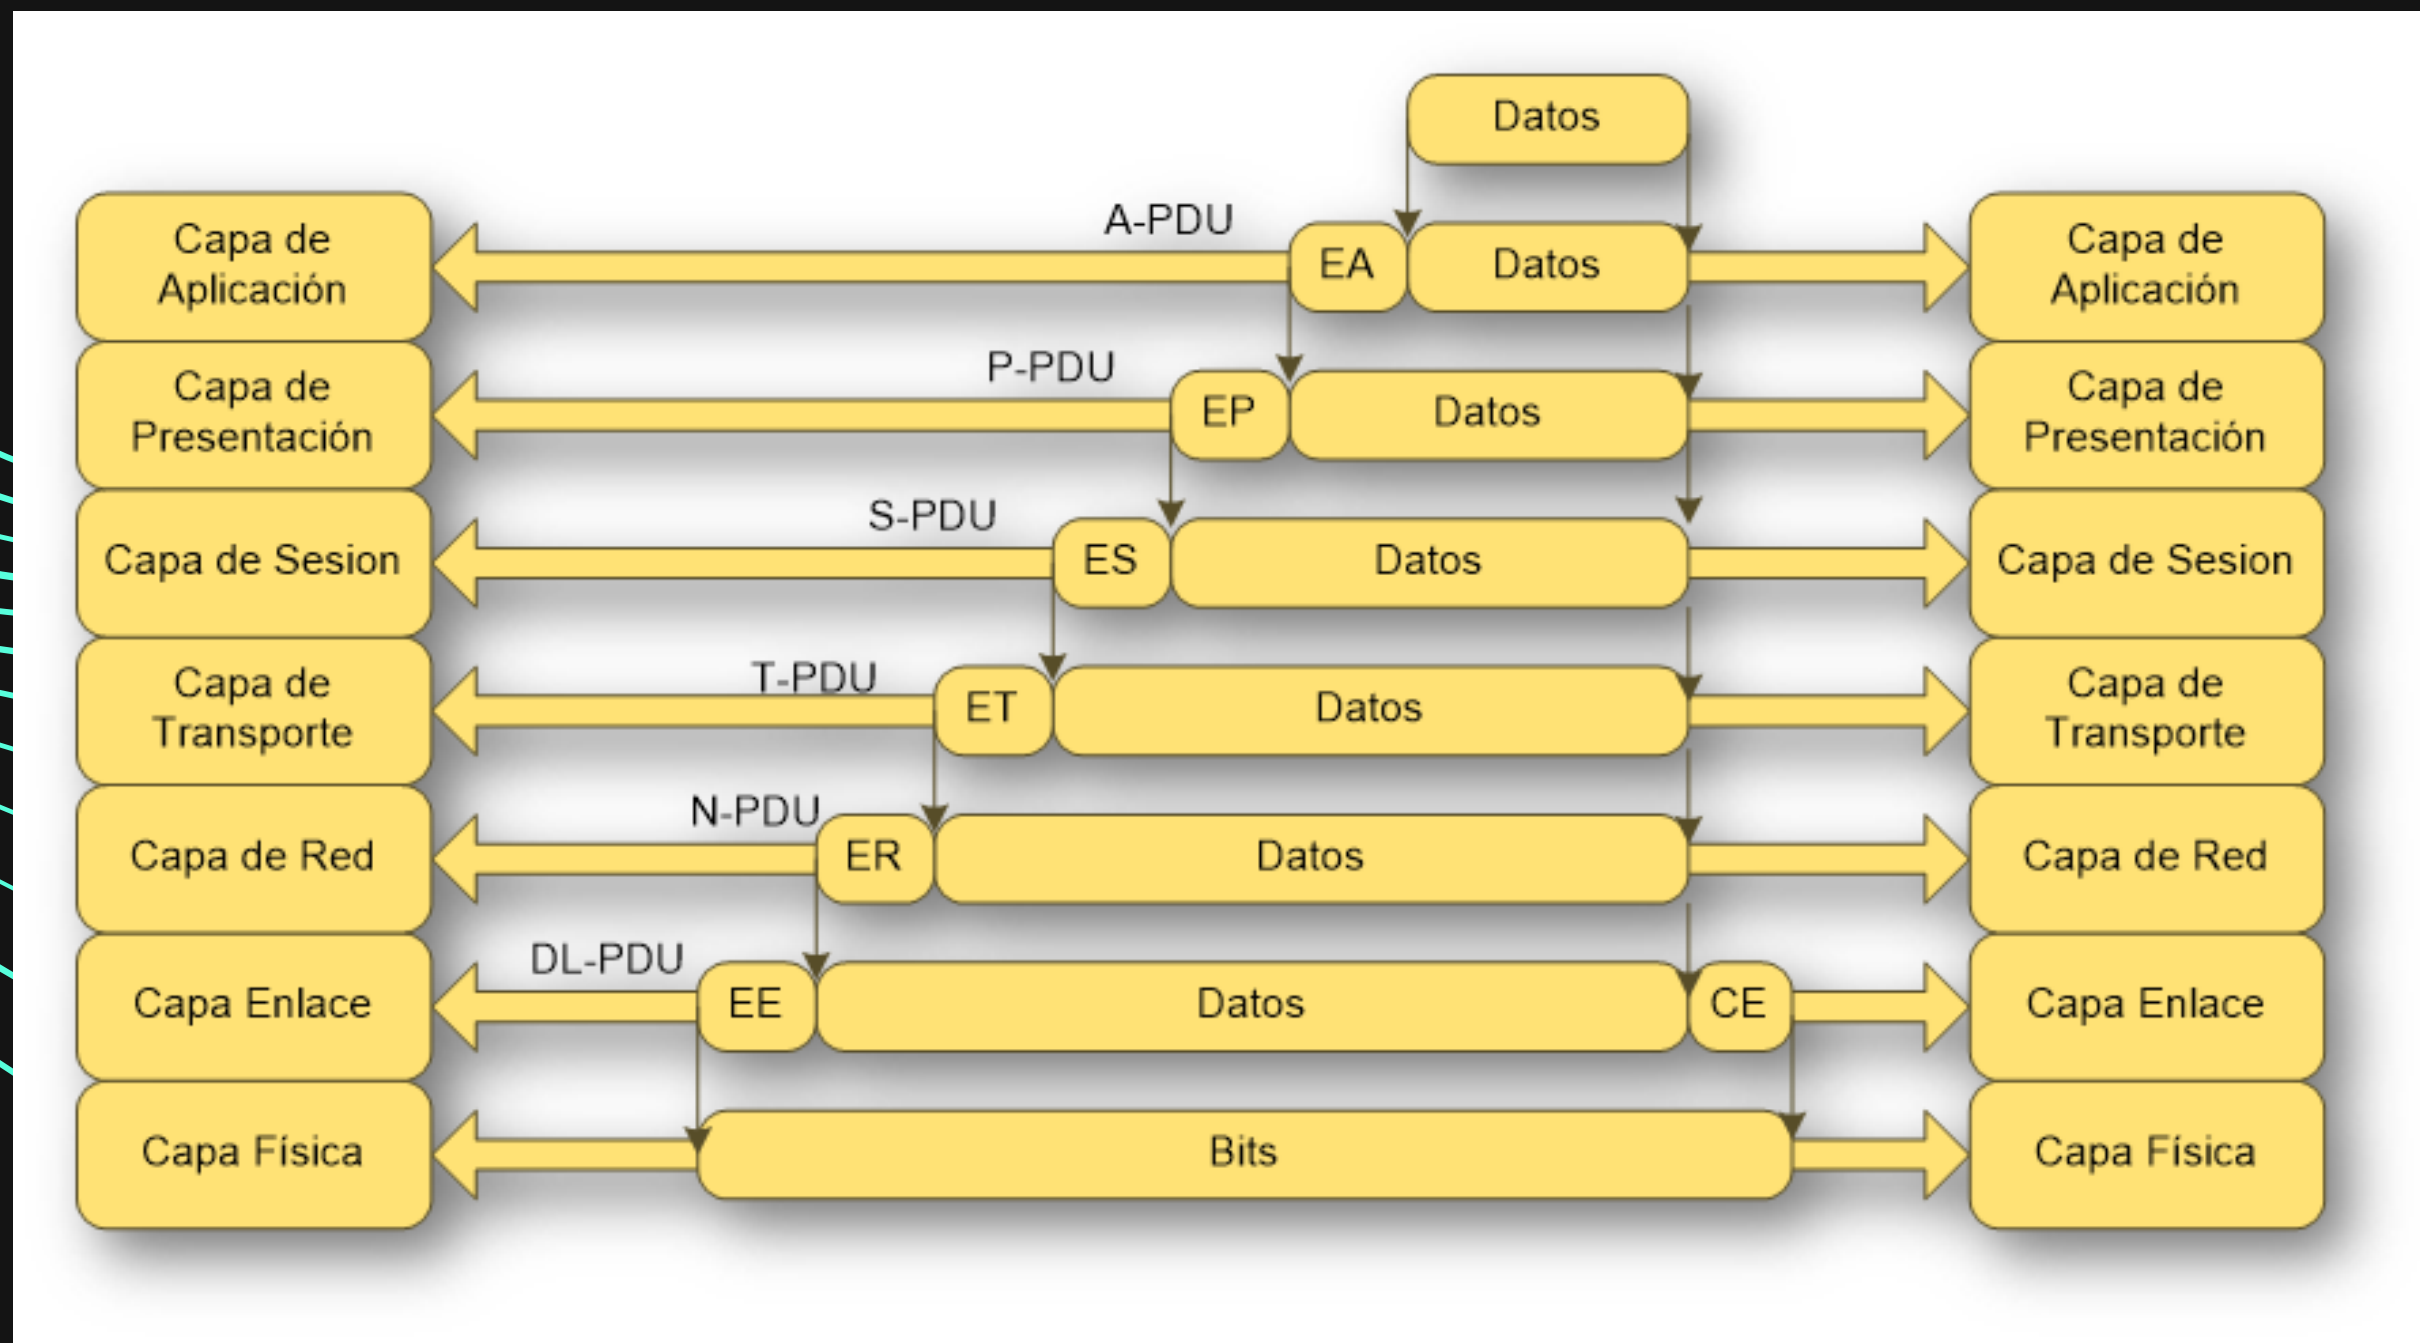 Datos
Capa de
Aplicación
A-PDU
EA
Datos
Capa de
Aplicación
Capa de
Presentación
P-PDU
EP
Datos
Capa de
Presentación
Capa de Sesion
S-PDU
ES
Datos
Capa de Sesion
Capa de
Transporte
T-PDU
ET
Datos
Capa de
Transporte
Capa de Red
N-PDU
ER
Datos
Capa de Red
Capa Enlace
DL-PDU
EE
Datos
CE
Capa Enlace
Capa Física
Bits
Capa Física